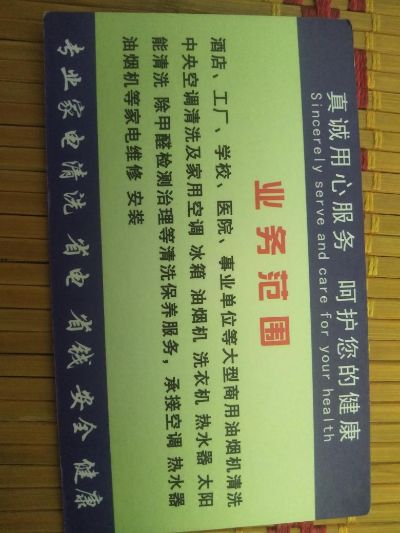 真诚用心服务 呵护您的健康
Sincerely serve and care for your health
业务范围
酒店、工厂、学校、医院、事业单位等大型商用油烟机清洗
中央空调清洗及家用空调 冰箱 油烟机 洗衣机 热水器 太阳
能清洗 除甲醛检测治理等清洗保养服务，承接空调 热水器
油烟机等家电维修 安装
专业家电清洗 省电 省钱 安全 健康